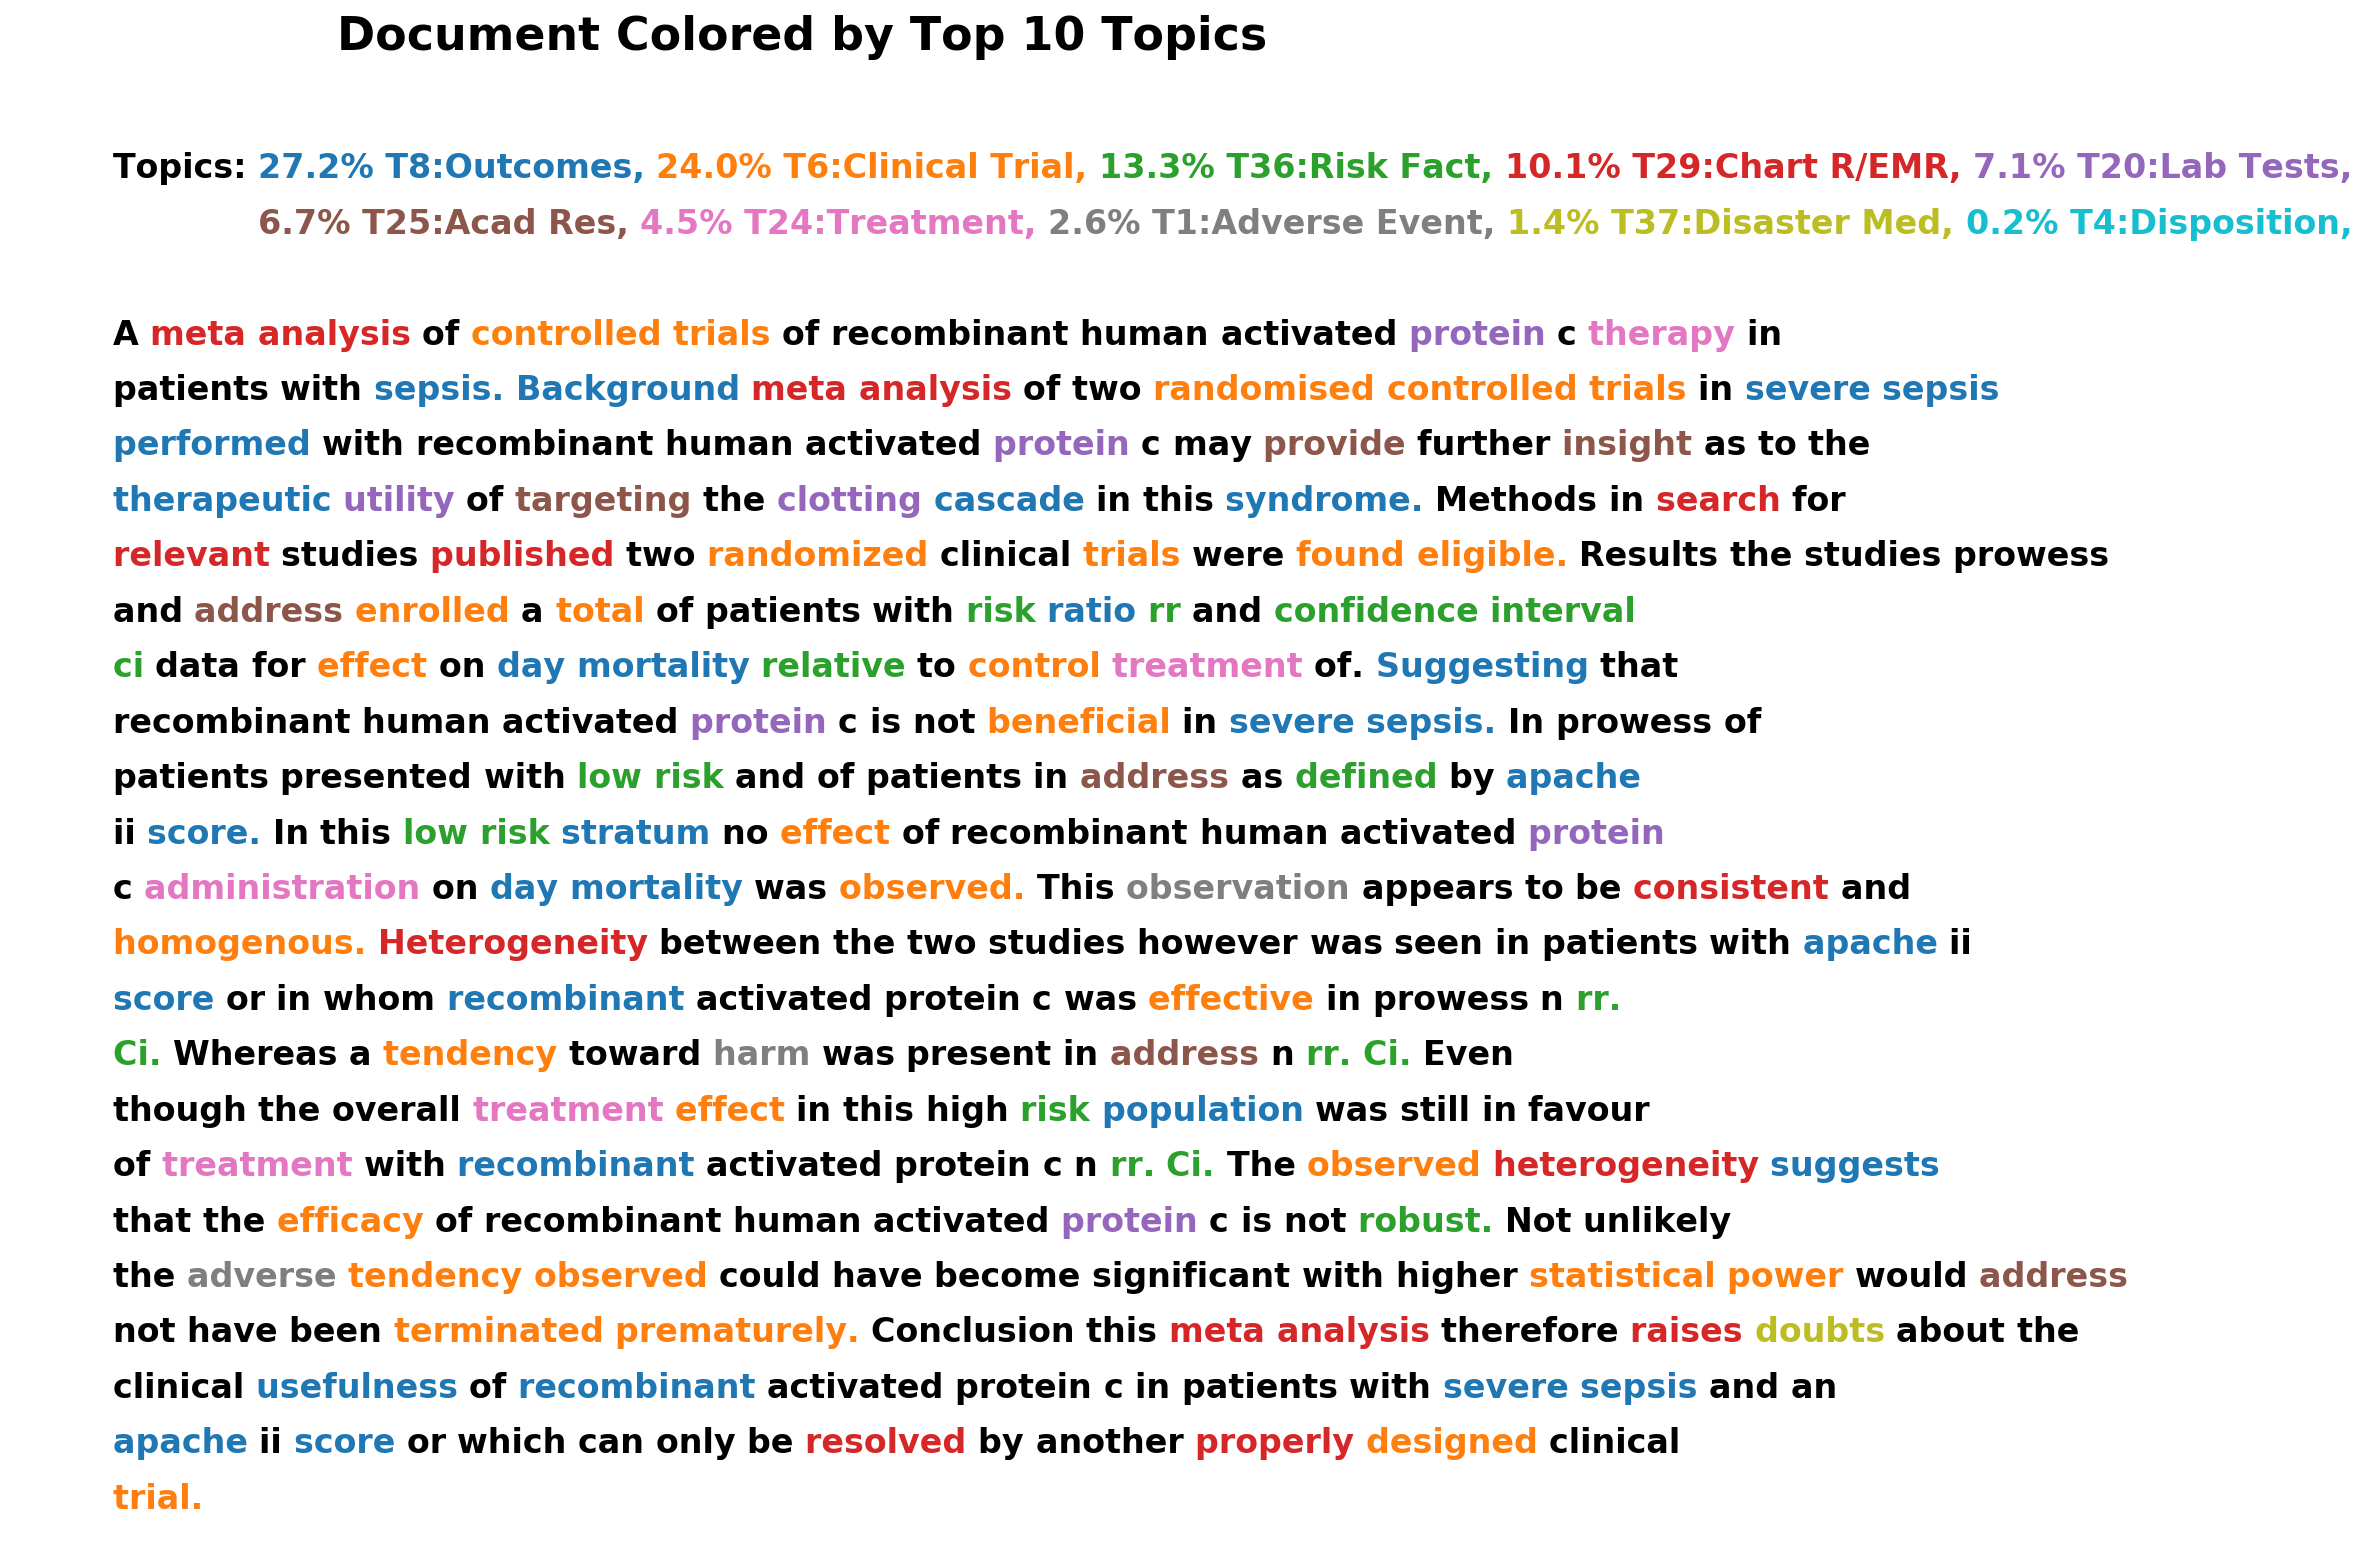 Document Colored by Top 10 Topics
Topics: 27.2% T8:Outcomes, 24.0% T6:Clinical Trial, 13.3% T36:Risk Fact, 10.1% T29:Chart R/EMR, 7.1% T20:Lab Tests,
6.7% T25:Acad Res, 4.5% T24:Treatment, 2.6% T1:Adverse Event, 1.4% T37:Disaster Med, 0.2% T4:Disposition,
A meta analysis of controlled trials of recombinant human activated protein c therapy in
patients with sepsis. Background meta analysis of two randomised controlled trials in severe sepsis
performed with recombinant human activated protein c may provide further insight as to the
therapeutic utility of targeting the clotting cascade in this syndrome. Methods in search for
relevant studies published two randomized clinical trials were found eligible. Results the studies prowess
and address enrolled a total of patients with risk ratio rr and confidence interval
ci data for effect on day mortality relative to control treatment of. Suggesting that
recombinant human activated protein c is not beneficial in severe sepsis. In prowess of
patients presented with low risk and of patients in address as defined by apache
ii score. In this low risk stratum no effect of recombinant human activated protein
c administration on day mortality was observed. This observation appears to be consistent and
homogenous. Heterogeneity between the two studies however was seen in patients with apache ii
score or in whom recombinant activated protein c was effective in prowess n rr.
Ci. Whereas a tendency toward harm was present in address n rr. Ci. Even
though the overall treatment effect in this high risk population was still in favour
of treatment with recombinant activated protein c n rr. Ci. The observed heterogeneity suggests
that the efficacy of recombinant human activated protein c is not robust. Not unlikely
the adverse tendency observed could have become significant with higher statistical power would address
not have been terminated prematurely. Conclusion this meta analysis therefore raises doubts about the
clinical usefulness of recombinant activated protein c in patients with severe sepsis and an
apache ii score or which can only be resolved by another properly designed clinical
trial.